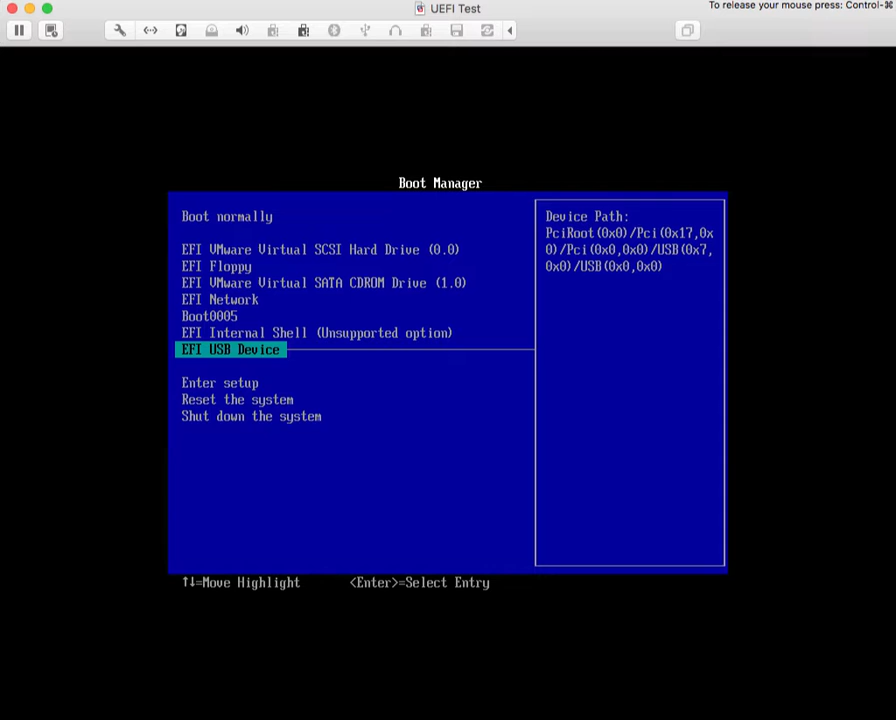 UEFI Test
To release your mouse press: Control-⌘
Boot Manager
Boot normally
EFI VMware Virtual SCSI Hard Drive (0.0)
EFI Floppy
EFI VMware Virtual SATA CDROM Drive (1.0)
EFI Network
Boot0005
EFI Internal Shell (Unsupported option)
EFI USB Device
Enter setup
Reset the system
Shut down the system
Device Path:
PciRoot(0x0)/Pci(0x17,0x
0)/Pci(0x0,0x0)/USB(0x7,
0x0)/USB(0x0,0x0)
↑↓=Move Highlight
<Enter>=Select Entry